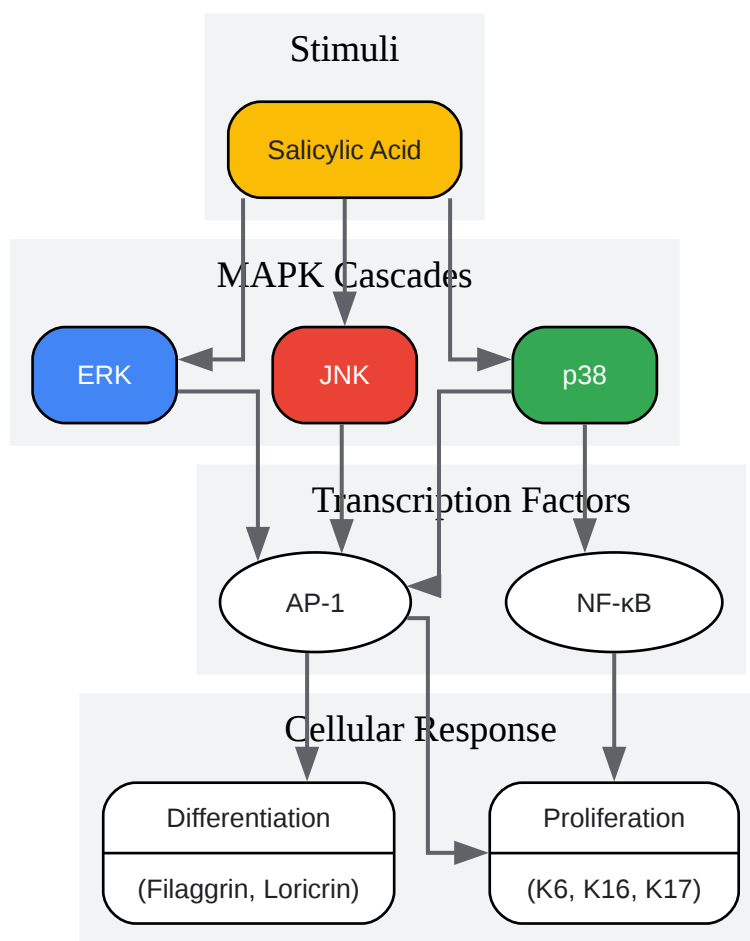 Stimuli
Salicylic Acid
MAPK Cascades
ERK
JNK
p38
Transcription Factors
AP-1
NF-κB
Cellular Response
Differentiation
Proliferation
(Filaggrin, Loricrin)
(K6, K16, K17)